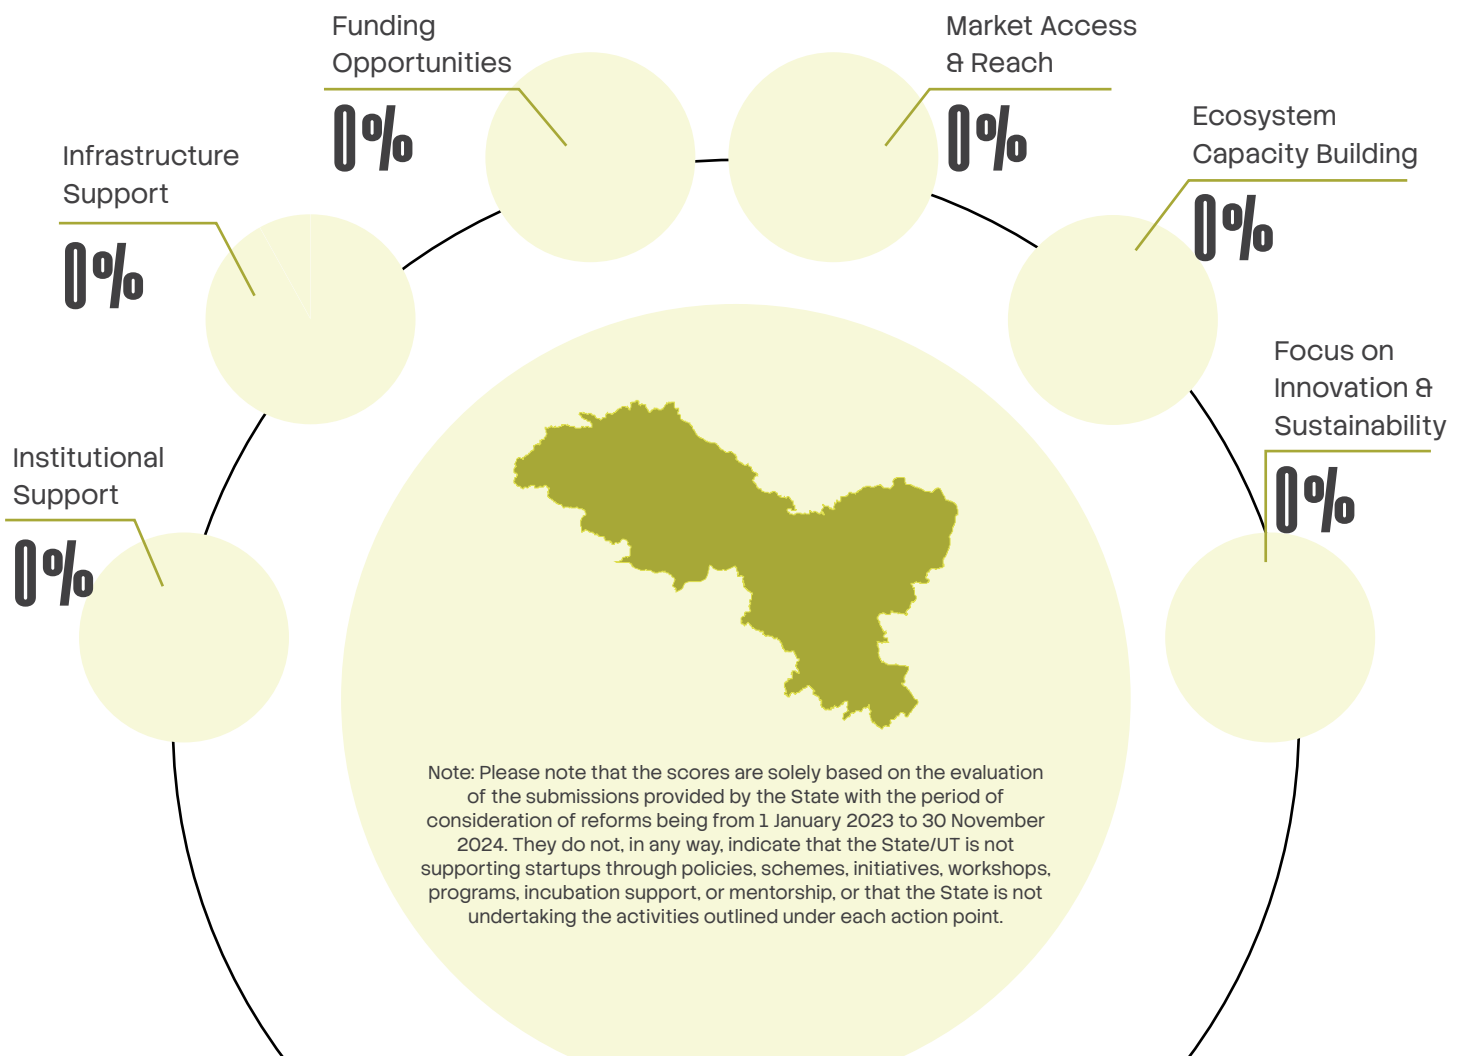 Funding
Opportunities
0%
Market Access
& Reach
0%
Ecosystem
Capacity Building
0%
Infrastructure
Support
0%
Focus on
Innovation &
Sustainability
0%
Institutional
Support
0%
Note: Please note that the scores are solely based on the evaluation
of the submissions provided by the State with the period of
consideration of reforms being from 1 January 2023 to 30 November
2024. They do not, in any way, indicate that the State/UT is not
supporting startups through policies, schemes, initiatives, workshops,
programs, incubation support, or mentorship, or that the State is not
undertaking the activities outlined under each action point.